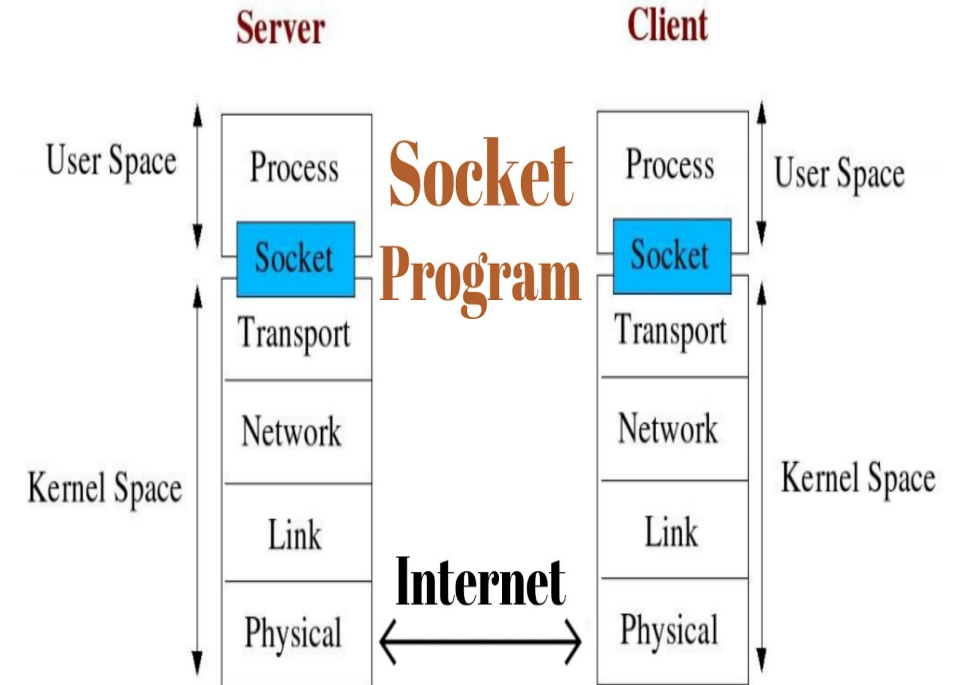 Server
Client
User Space
Process
Socket
Program
Process
User Space
Socket
Socket
Transport
Transport
Network
Network
Kernel Space
Kernel Space
Link
Link
Internet
Physical
Physical